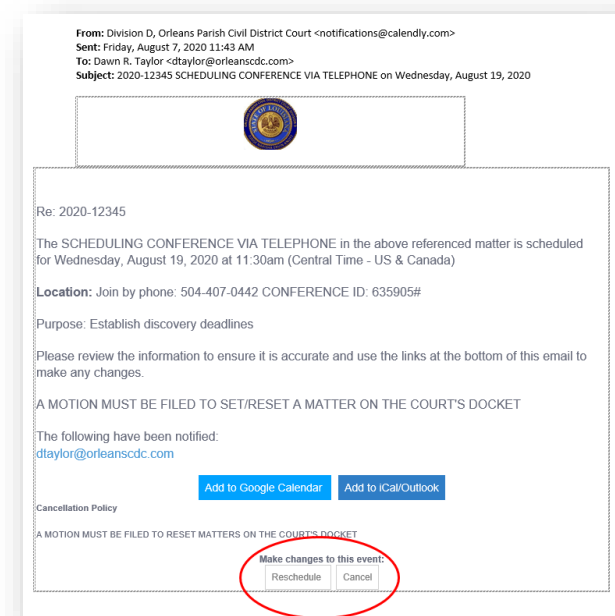 From: Division D, Orleans Parish Civil District Court <notifications@calendly.com>
Sent: Friday, August 7, 2020 11:43 AM
To: Dawn R. Taylor <dtaylor@orleanscdc.com>
Subject: 2020-12345 SCHEDULING CONFERENCE VIA TELEPHONE on Wednesday, August 19, 2020
STATE OF LOUISIANA
Re: 2020-12345
The SCHEDULING CONFERENCE VIA TELEPHONE in the above referenced matter is scheduled
for Wednesday, August 19, 2020 at 11:30am (Central Time - US & Canada)
Location: Join by phone: 504-407-0442 CONFERENCE ID: 635905#
Purpose: Establish discovery deadlines
Please review the information to ensure it is accurate and use the links at the bottom of this email to
make any changes.
A MOTION MUST BE FILED TO SET/RESET A MATTER ON THE COURT'S DOCKET
The following have been notified:
dtaylor@orleanscdc.com
Add to Google Calendar Add to iCal/Outlook
Cancellation Policy
A MOTION MUST BE FILED TO RESET MATTERS ON THE COURT'S DOCKET
Make changes to this event:
Reschedule Cancel